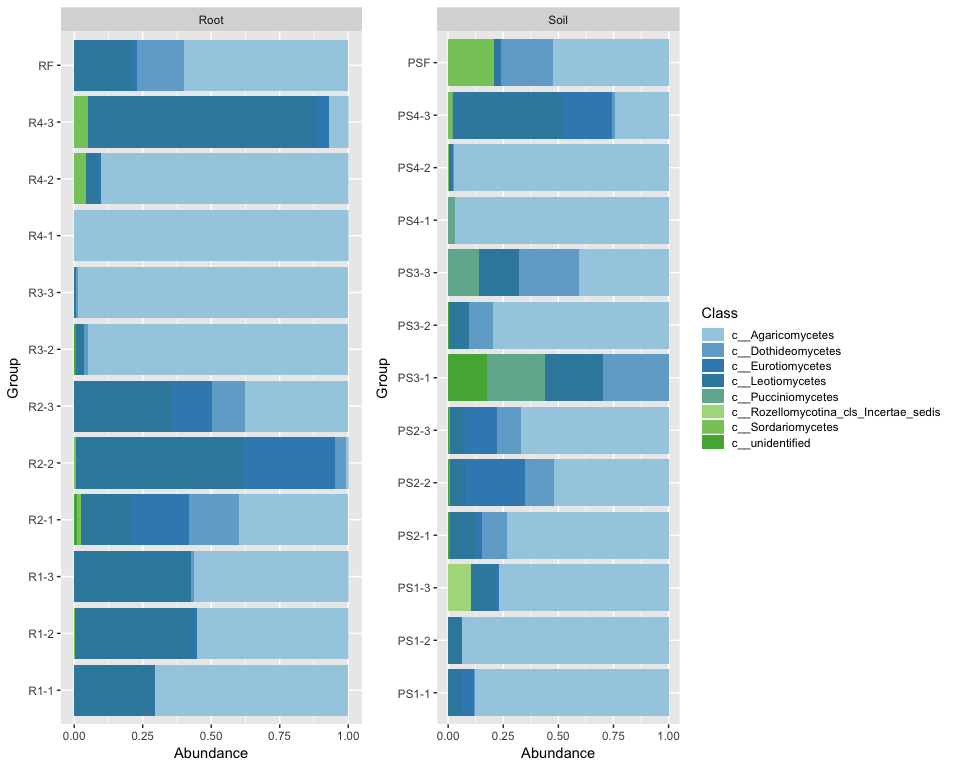 Root
Soil
Group
RF
R4-3
R4-2
R4-1
R3-3
R3-2
R2-3
R2-2
R2-1
R1-3
R1-2
R1-1
0.00 0.25 0.50 0.75 1.00
Abundance
Group
PSF
PS4-3
PS4-2
PS4-1
PS3-3
PS3-2
PS3-1
PS2-3
PS2-2
PS2-1
PS1-3
PS1-2
PS1-1
0.00 0.25 0.50 0.75 1.00
Abundance
Class
c__Agaricomycetes
c__Dothideomycetes
c__Eurotiomycetes
c__Leotiomycetes
c__Pucciniomycetes
c__Rozellomycotina_cls_Incertae_sedis
c__Sordariomycetes
c__unidentified